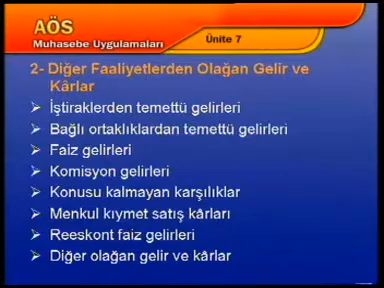 AÖS
Muhasebe Uygulamaları
Ünite 7
2- Diğer Faaliyetlerden Olağan Gelir ve
Kârlar
İştiraklerden temettü gelirleri
Bağlı ortaklıklardan temettü gelirleri
Faiz gelirleri
Komisyon gelirleri
Konusu kalmayan karşılıklar
Menkul kıymet satış kârları
Reeskont faiz gelirleri
Diğer olağan gelir ve kârlar